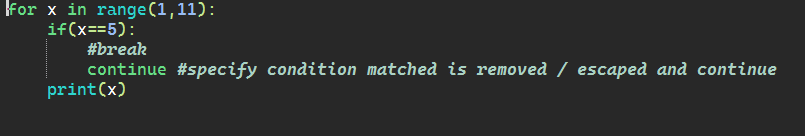 for x in range(1,11):
    if(x==5):
        #break
        continue #specify condition matched is removed / escaped and continue
    print(x)